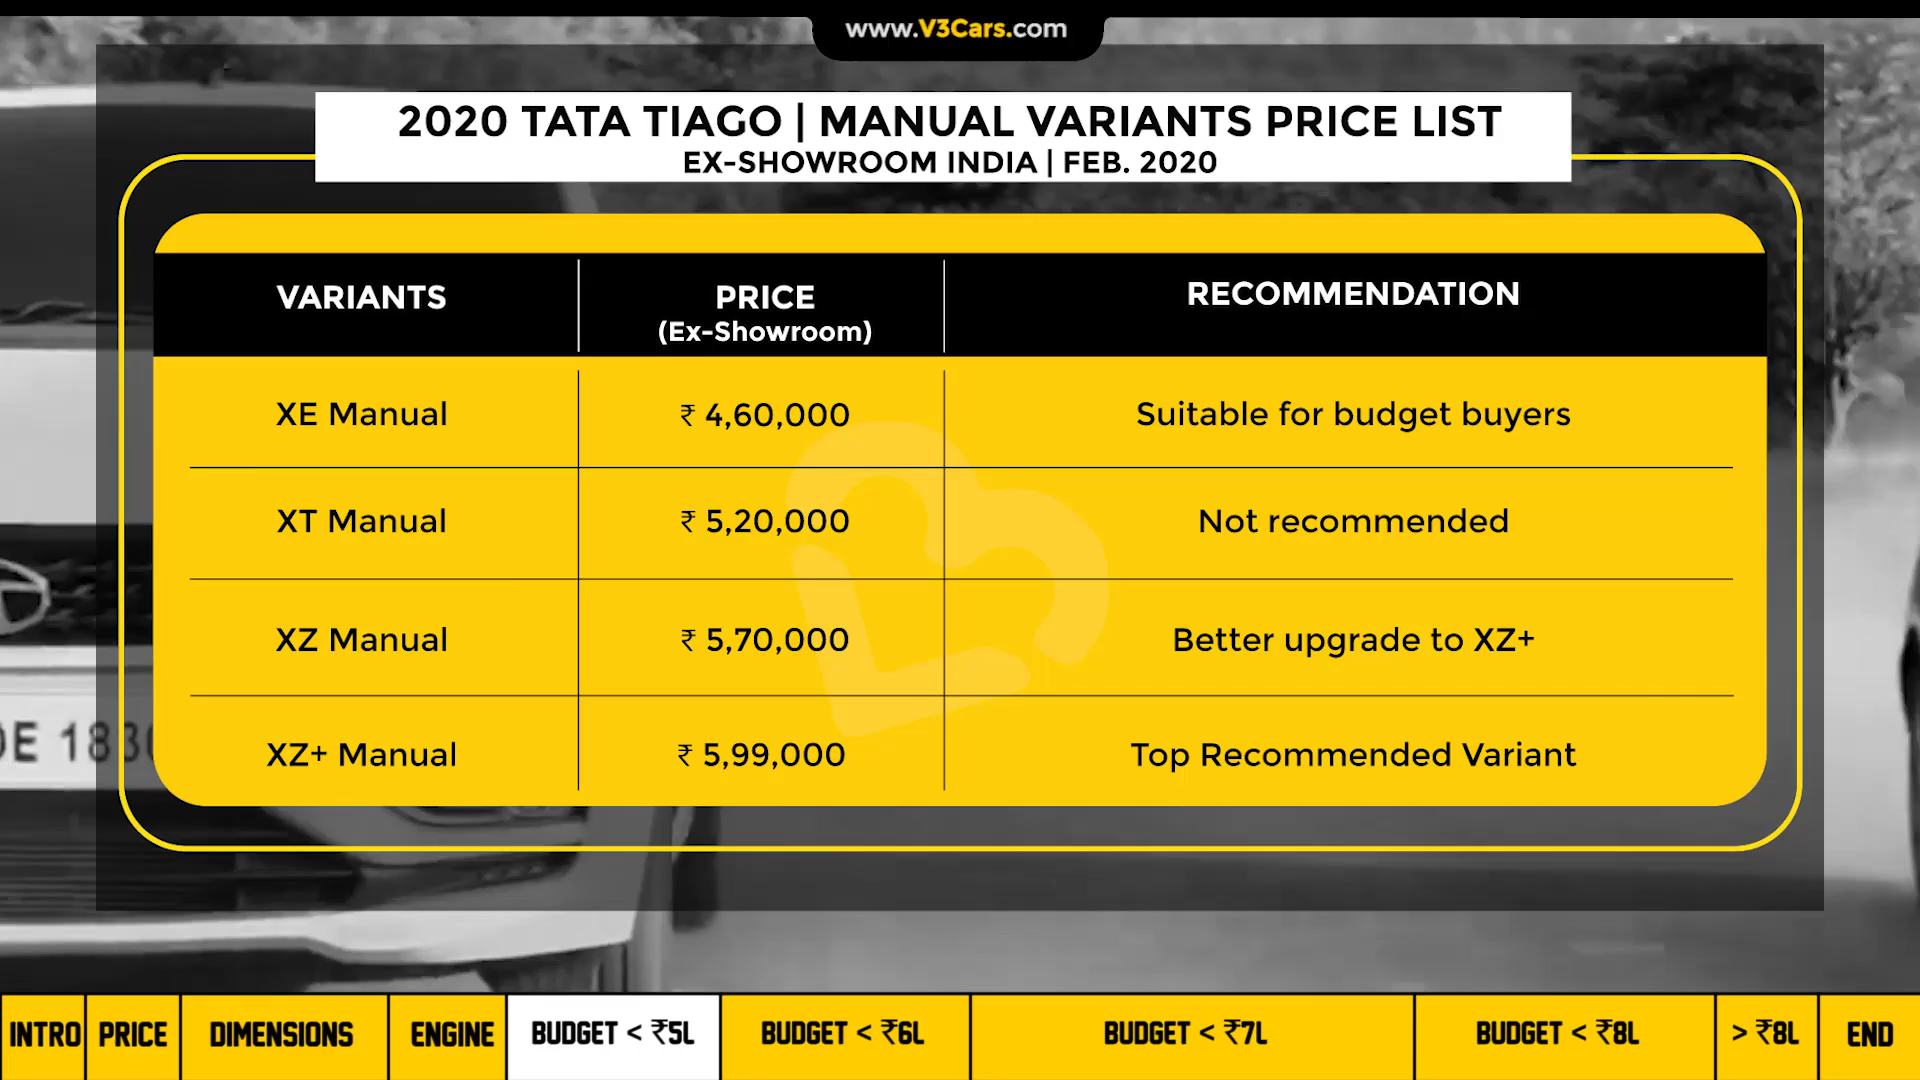 www.V3Cars.com
2020 TATA TIAGO | MANUAL VARIANTS PRICE LIST
EX-SHOWROOM INDIA | FEB. 2020
VARIANTS
PRICE
(Ex-Showroom)
RECOMMENDATION
XE Manual
₹ 4,60,000
Suitable for budget buyers
XT Manual
₹ 5,20,000
Not recommended
XZ Manual
₹ 5,70,000
Better upgrade to XZ+
XZ+ Manual
₹ 5,99,000
Top Recommended Variant
INTRO
PRICE
DIMENSIONS
ENGINE
BUDGET < ₹5L
BUDGET < ₹6L
BUDGET < ₹7L
BUDGET < ₹8L
> ₹8L
END